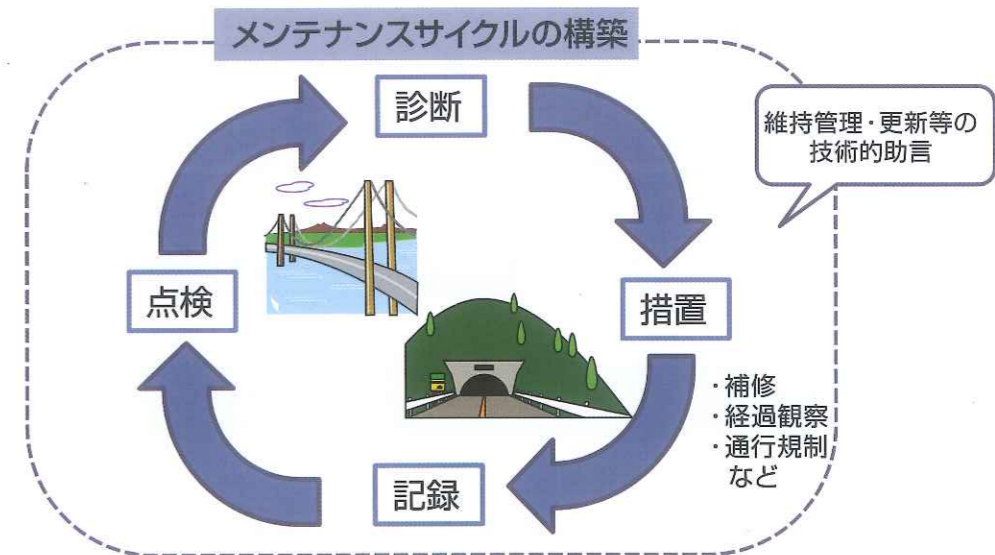 メンテナンスサイクルの構築
診断
維持管理・更新等の
技術的助言
点検
措置
・補修
・経過観察
・通行規制
など
記録